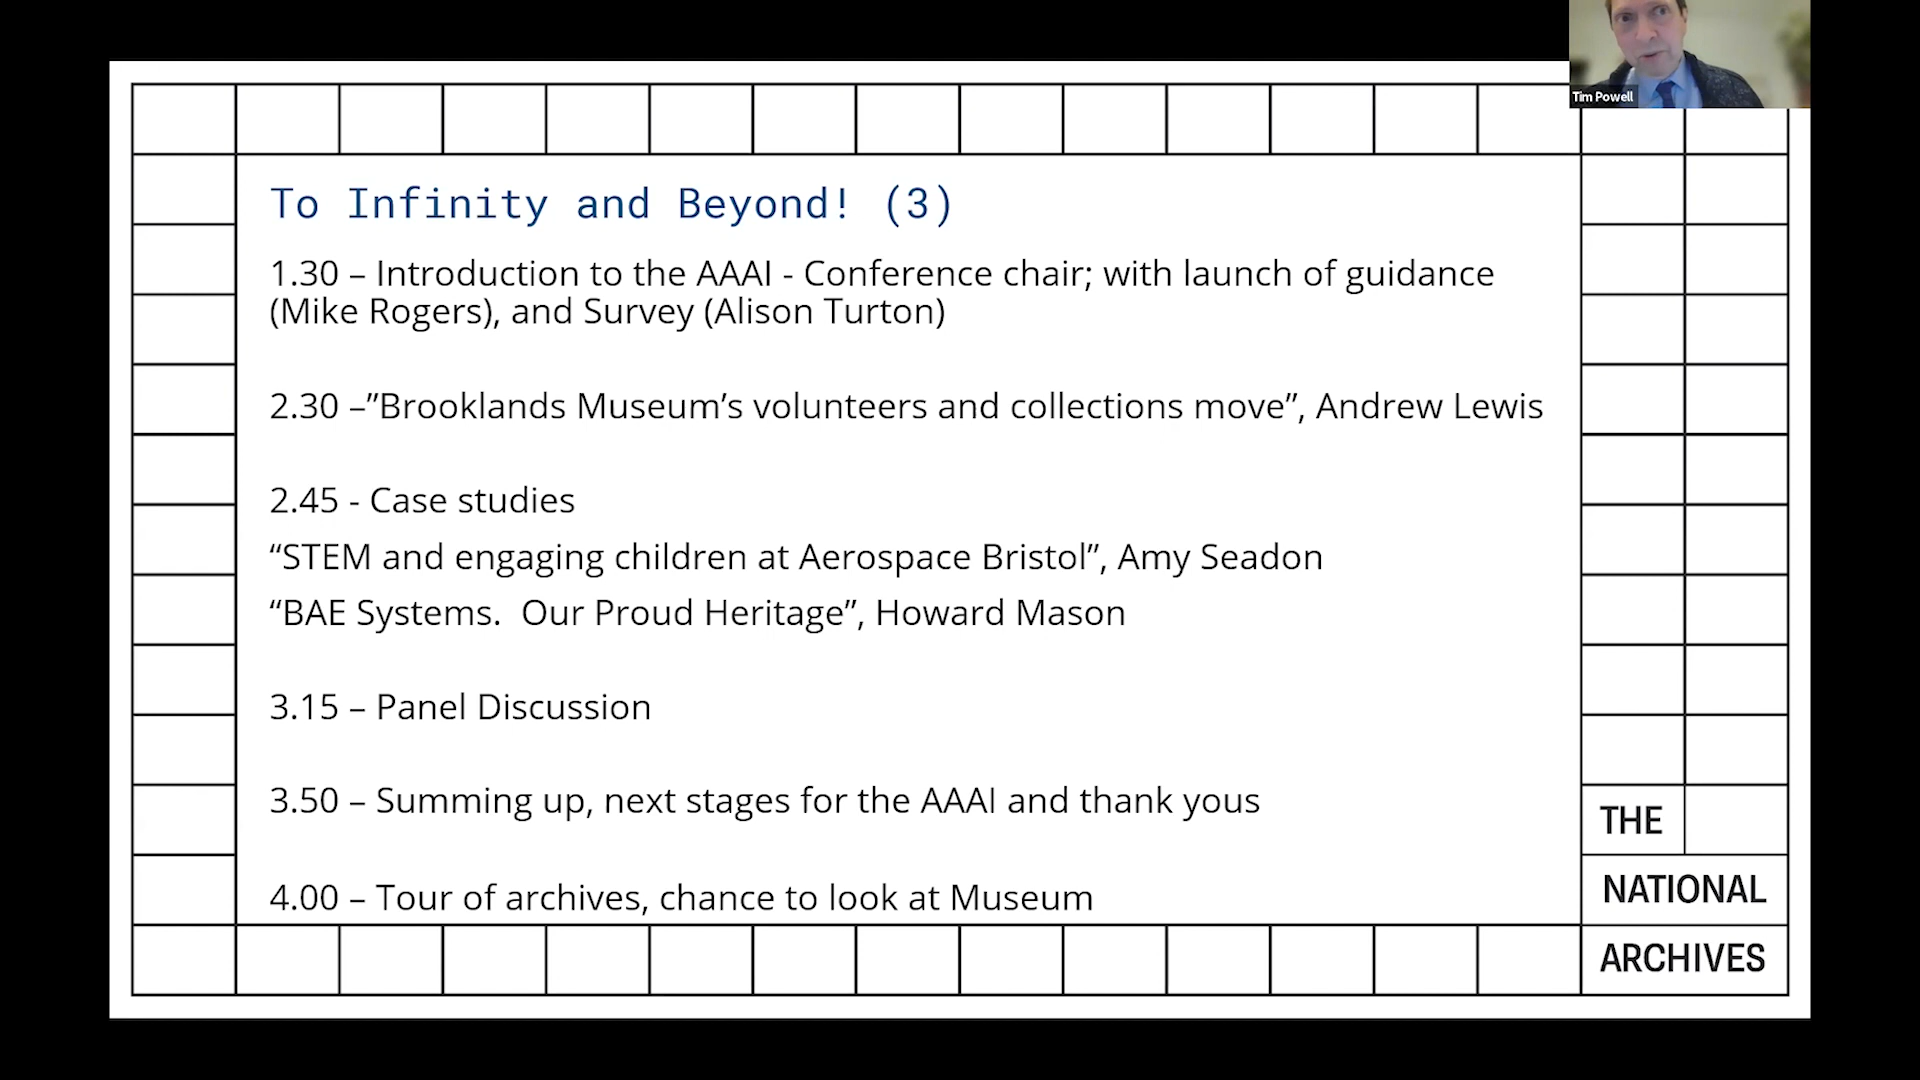 Tim Powell
To Infinity and Beyond! (3)
1.30 – Introduction to the AAAI - Conference chair; with launch of guidance
(Mike Rogers), and Survey (Alison Turton)
2.30 –”Brooklands Museum’s volunteers and collections move”, Andrew Lewis
2.45 - Case studies
“STEM and engaging children at Aerospace Bristol”, Amy Seadon
“BAE Systems.  Our Proud Heritage”, Howard Mason
3.15 – Panel Discussion
3.50 – Summing up, next stages for the AAAI and thank yous
4.00 – Tour of archives, chance to look at Museum
THE
NATIONAL
ARCHIVES